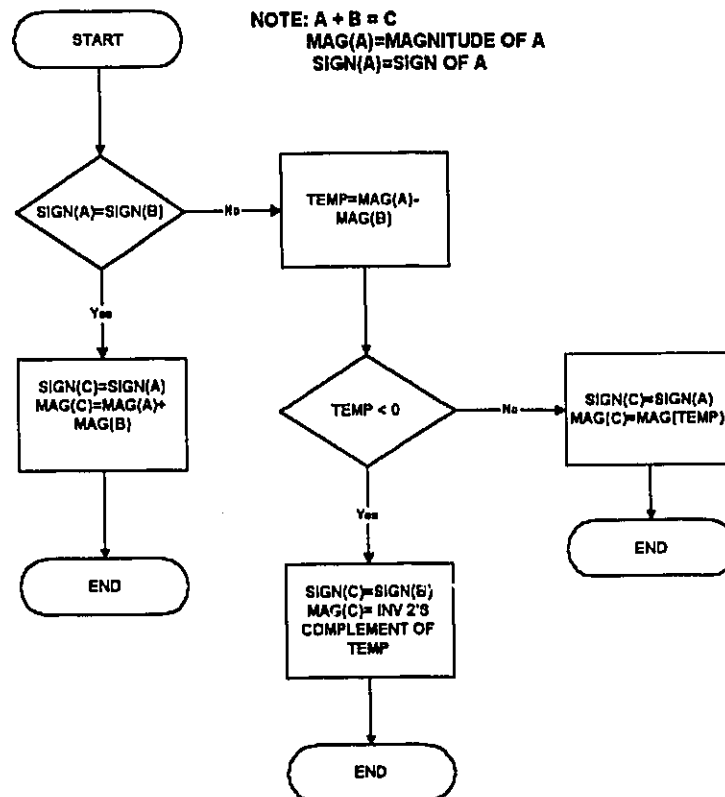 START
NOTE: A + B = C
MAG(A)=MAGNITUDE OF A
SIGN(A)=SIGN OF A
SIGN(A)=SIGN(B)
No
TEMP=MAG(A)-
MAG(B)
Yes
SIGN(C)=SIGN(A)
MAG(C)=MAG(A)+
MAG(B)
TEMP < 0
No
SIGN(C)=SIGN(A)
MAG(C)=MAG(TEMP)
Yes
END
END
SIGN(C)=SIGN(B)
MAG(C)= INV 2'S
COMPLEMENT OF
TEMP
END